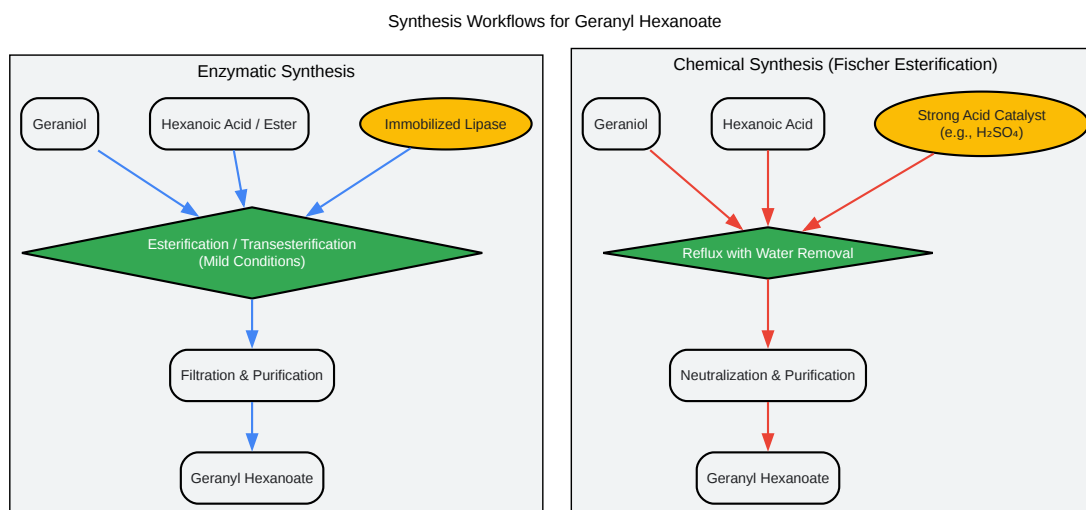 Synthesis Workflows for Geranyl Hexanoate
Enzymatic Synthesis
Geraniol
Hexanoic Acid / Ester
Immobilized Lipase
Esterification / Transesterification
(Mild Conditions)
Filtration & Purification
Geranyl Hexanoate
Chemical Synthesis (Fischer Esterification)
Geraniol
Hexanoic Acid
Strong Acid Catalyst
(e.g., H₂SO₄)
Reflux with Water Removal
Neutralization & Purification
Geranyl Hexanoate